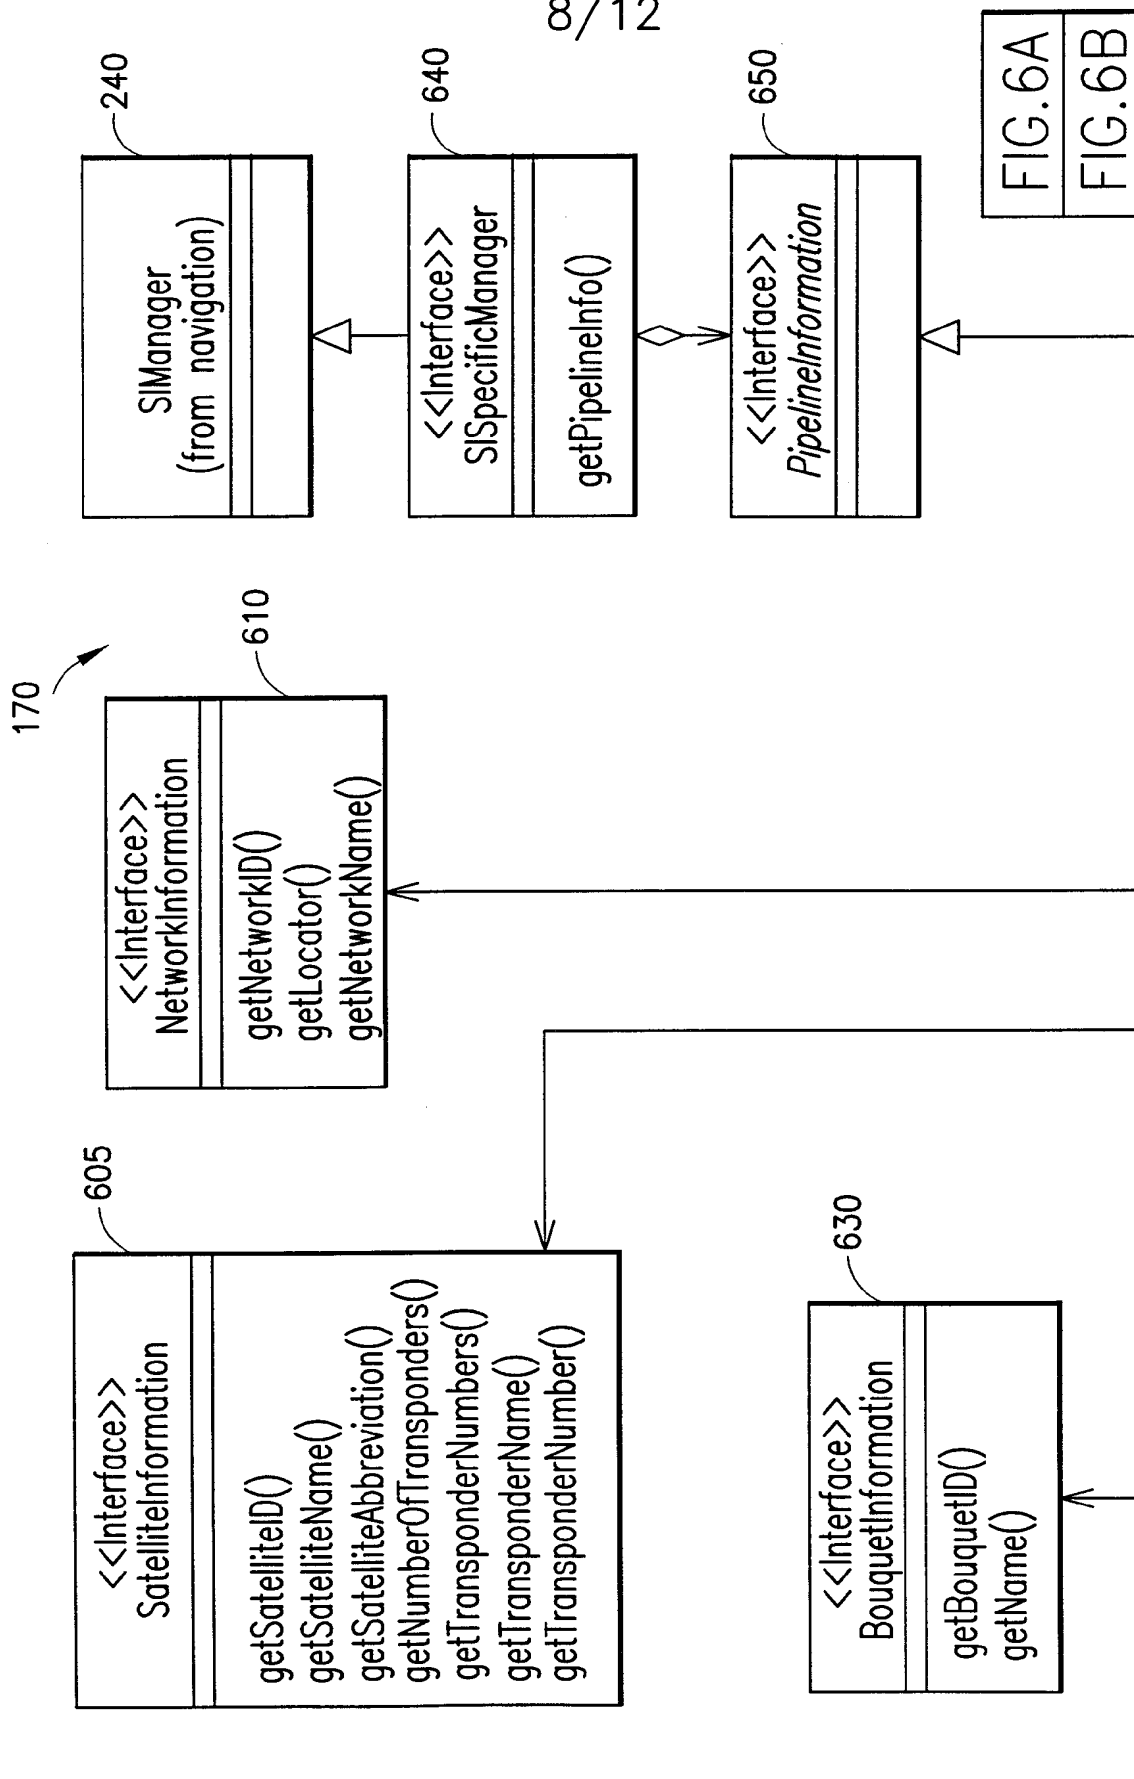 8/12
170
605
<<Interface>>
SatelliteInformation
getSatelliteID()
getSatelliteName()
getSatelliteAbbreviation()
getNumberOfTransponders()
getTransponderNumbers()
getTransponderName()
getTransponderNumber()
610
<<Interface>>
NetworkInformation
getNetworkID()
getLocator()
getNetworkName()
240
SIManager
(from navigation)
640
<<Interface>>
SISpecificManager
getPipelineInfo()
650
<<Interface>>
PipelineInformation
630
<<Interface>>
BouquetInformation
getBouquetID()
getName()
FIG.6A
FIG.6B